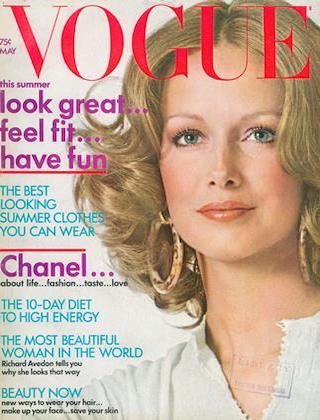 VOGUE
75¢
MAY
this summer
look great...
feel fit...
have fun
THE BEST
LOOKING
SUMMER CLOTHES
YOU CAN WEAR
Chanel...
about life...fashion...taste...love
THE 10-DAY DIET
TO HIGH ENERGY
THE MOST BEAUTIFUL
WOMAN IN THE WORLD
Richard Avedon tells you
why she looks that way
BEAUTY NOW
new ways to wear your hair...
make up your face...save your skin